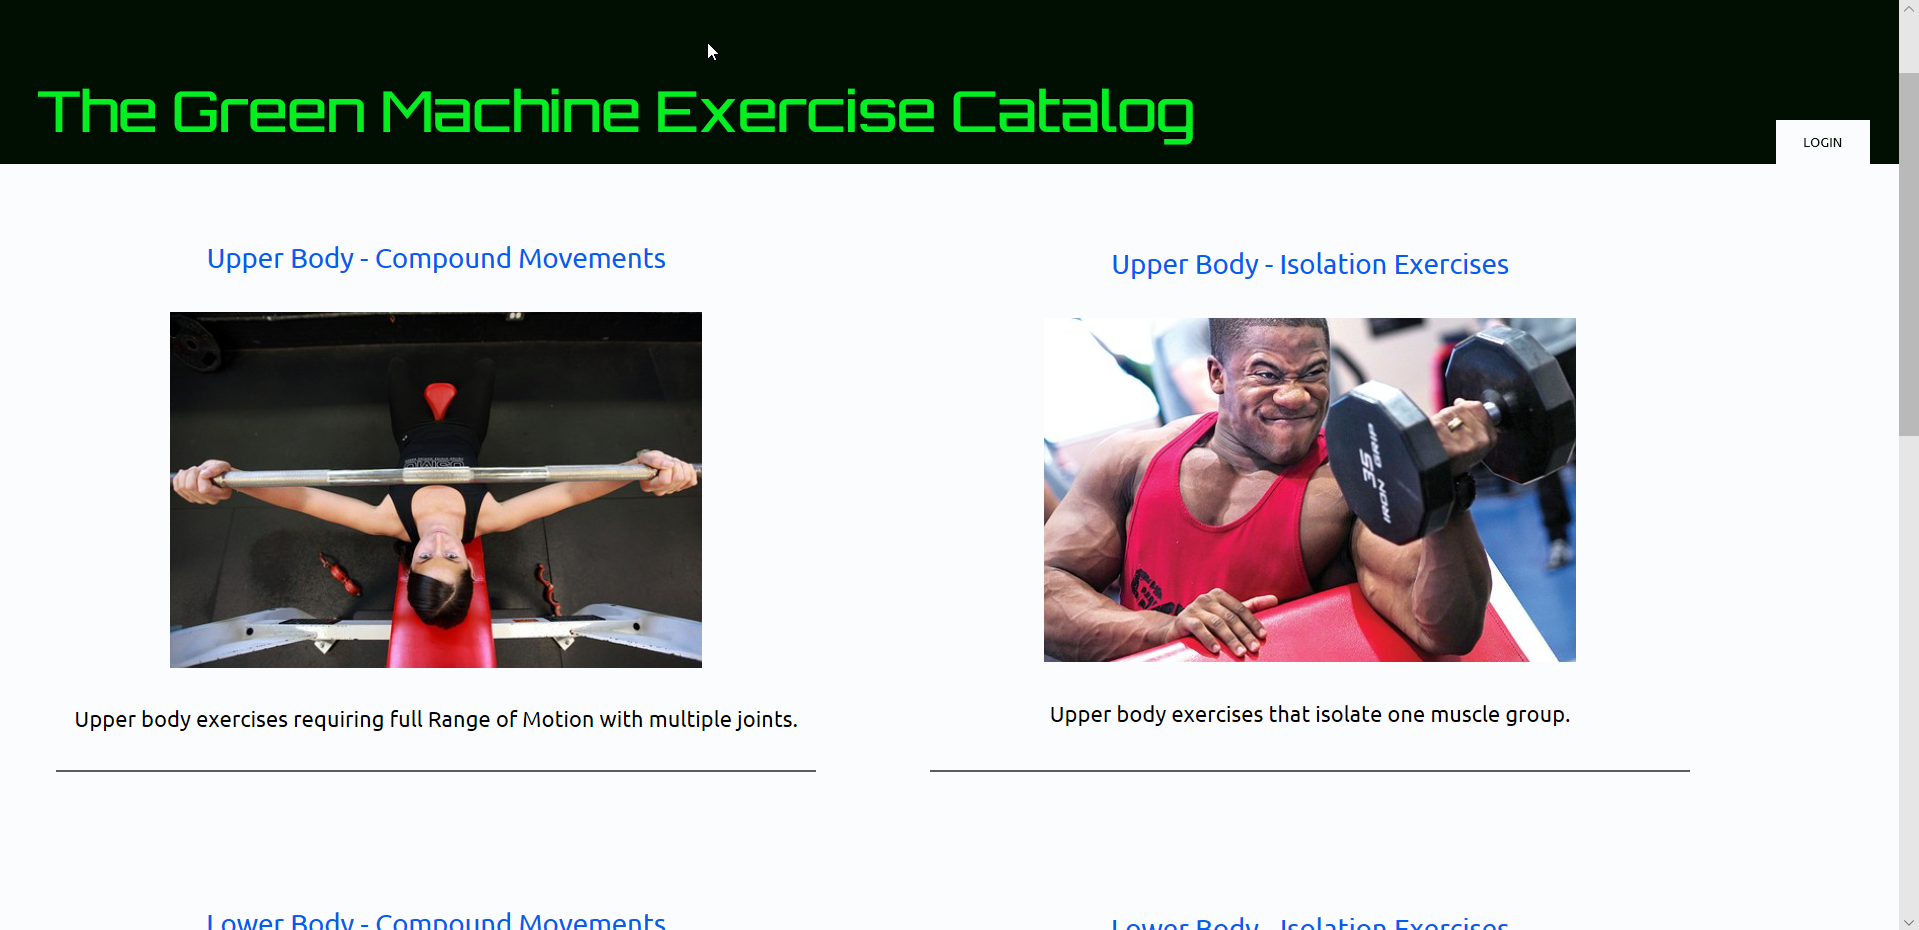 The Green Machine Exercise Catalog
LOGIN
Upper Body - Compound Movements
Upper Body - Isolation Exercises
35
IRON GRIP
Upper body exercises requiring full Range of Motion with multiple joints.
Upper body exercises that isolate one muscle group.
Lower Body - Compound Movements
Lower Body - Isolation Exercises